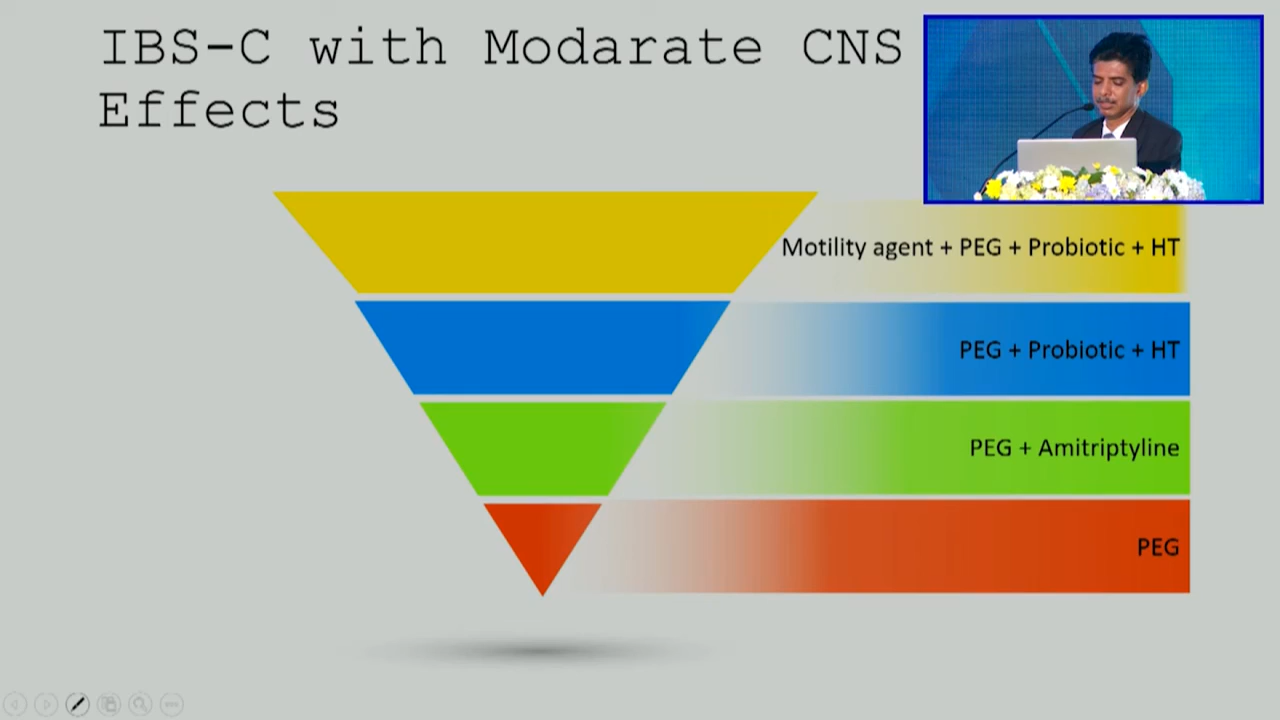 IBS-C with Modarate CNS
Effects
Motility agent + PEG + Probiotic + HT
PEG + Probiotic + HT
PEG + Amitriptyline
PEG